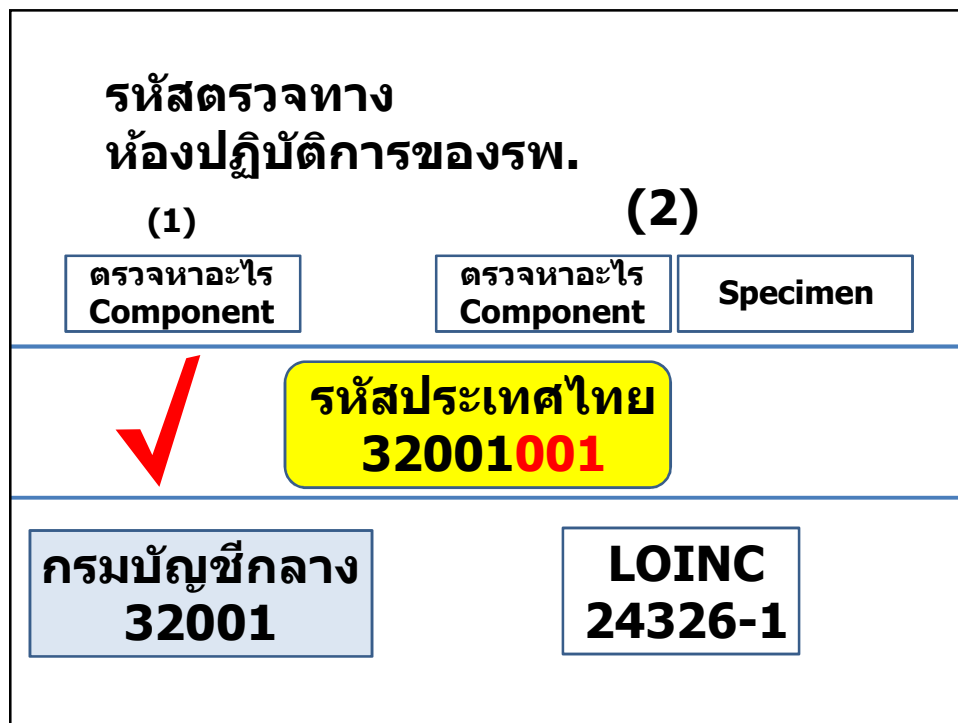 รหัสตรวจทาง
ห้องปฏิบัติการของรพ.
(1)
(2)
ตรวจหาอะไร
Component
ตรวจหาอะไร
Component
Specimen
รหัสประเทศไทย
32001001
กรมบัญชีกลาง
32001
LOINC
24326-1